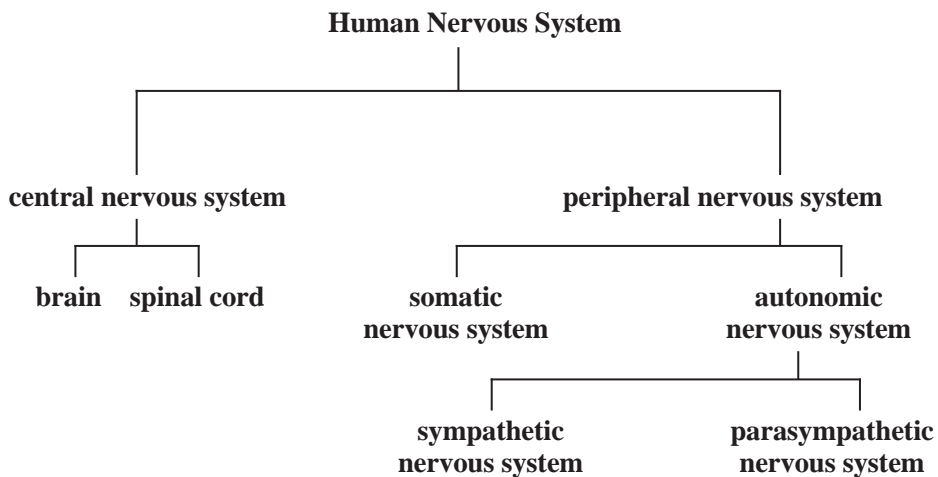 Human Nervous System
central nervous system
peripheral nervous system
brain
spinal cord
somatic
nervous system
autonomic
nervous system
sympathetic
nervous system
parasympathetic
nervous system